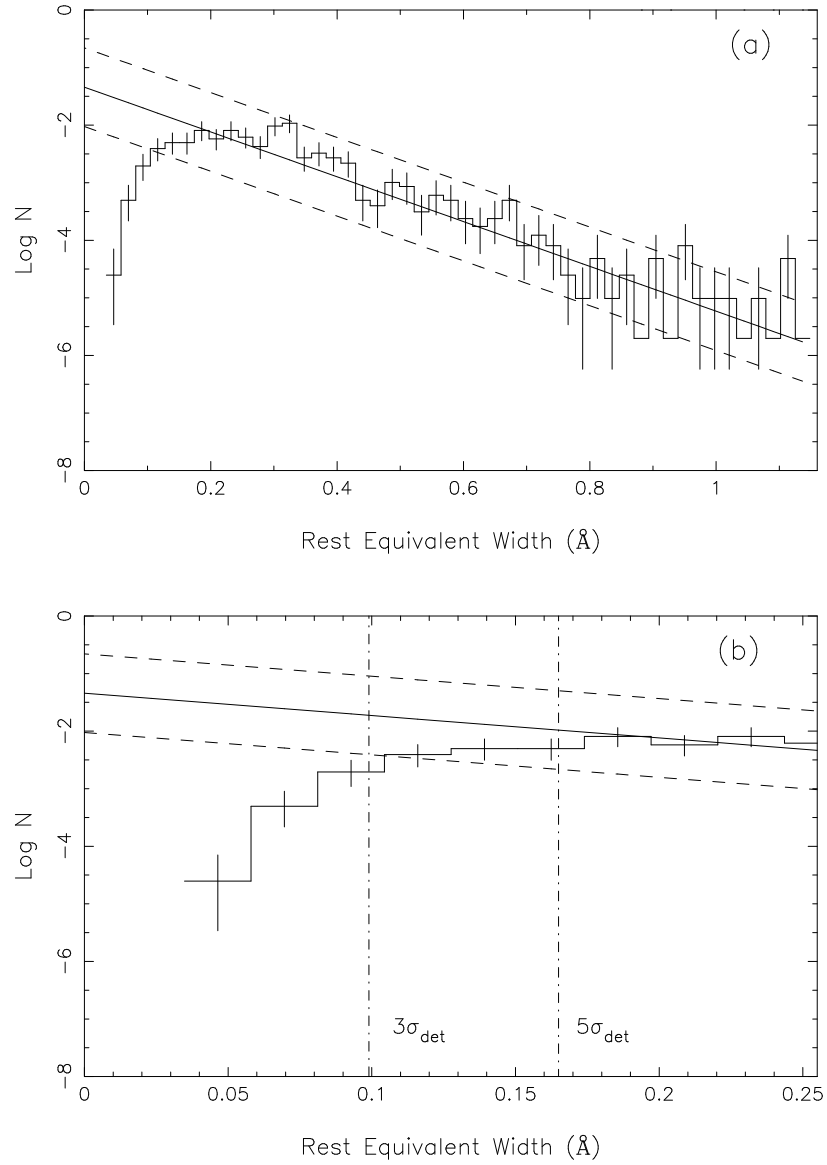 (a)
0
-2
-4
-6
-8
Log N
0 0.2 0.4 0.6 0.8 1
Rest Equivalent Width (Å)
(b)
0
-2
-4
-6
-8
Log N
3σdet 5σdet
0 0.05 0.1 0.15 0.2 0.25
Rest Equivalent Width (Å)